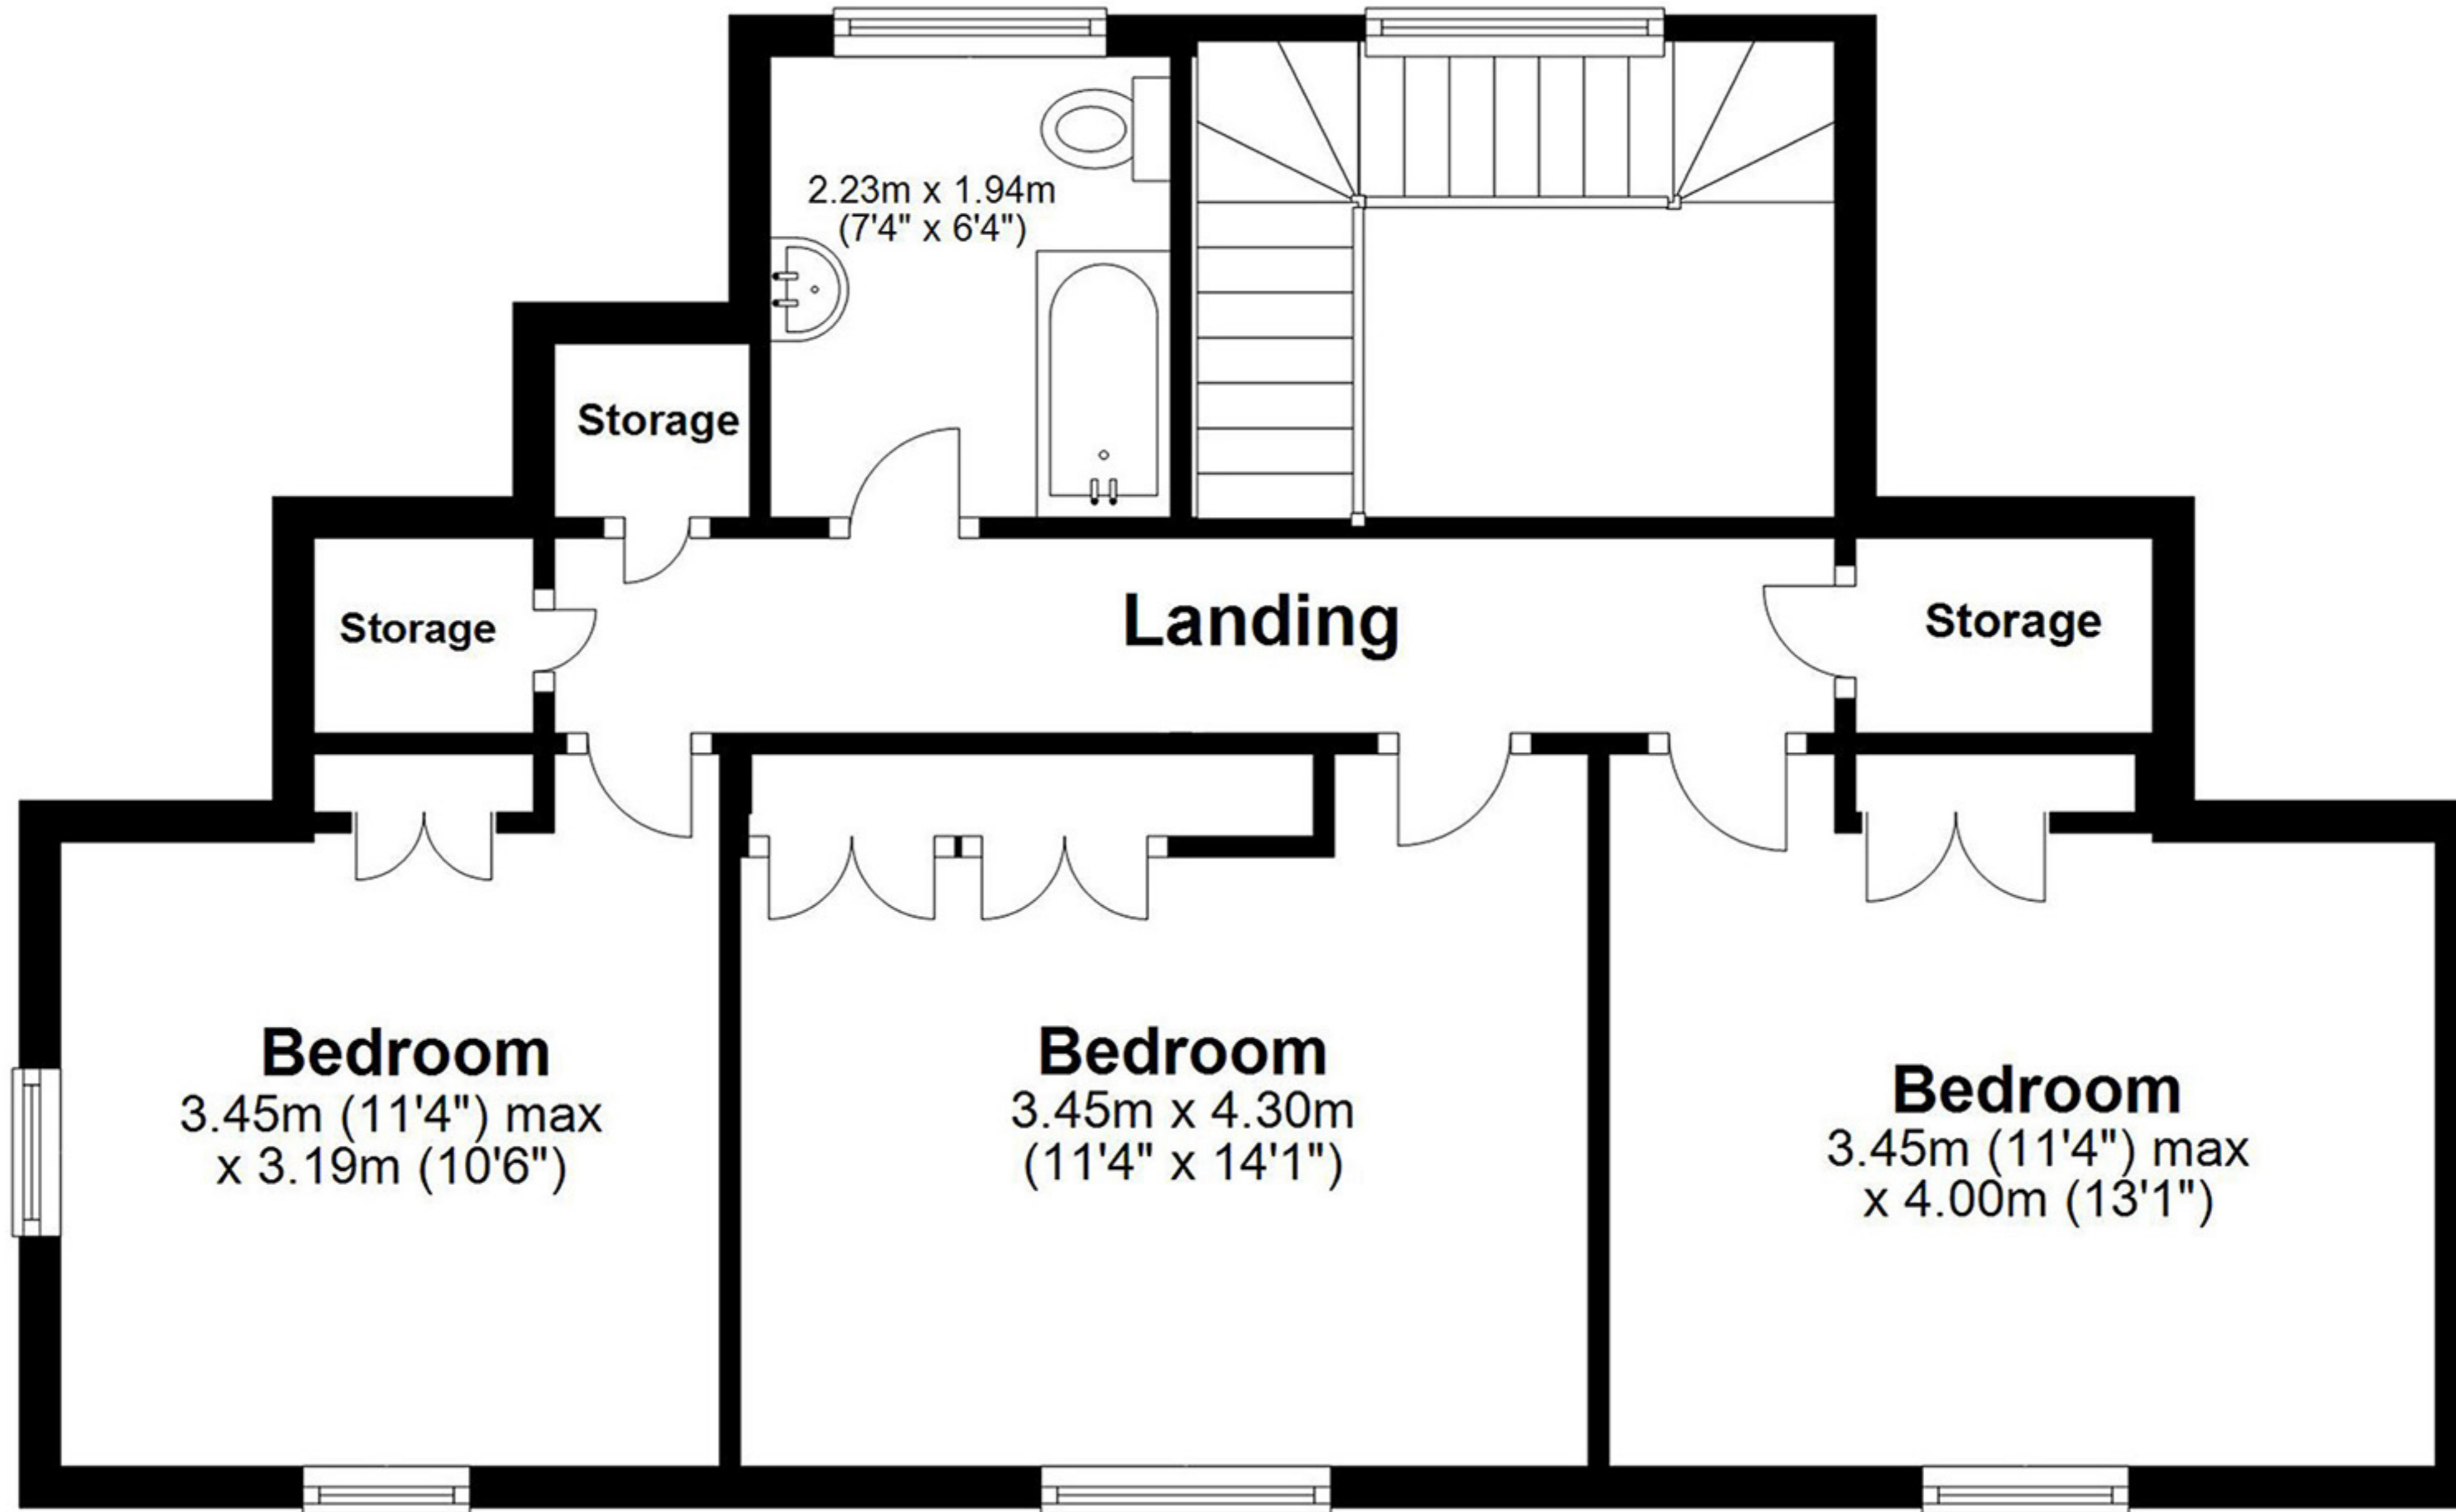 2.23m x 1.94m
(7'4" x 6'4")
Storage
Storage
Landing
Storage
Bedroom
3.45m (11'4") max
x 3.19m (10'6")
Bedroom
3.45m x 4.30m
(11'4" x 14'1")
Bedroom
3.45m (11'4") max
x 4.00m (13'1")